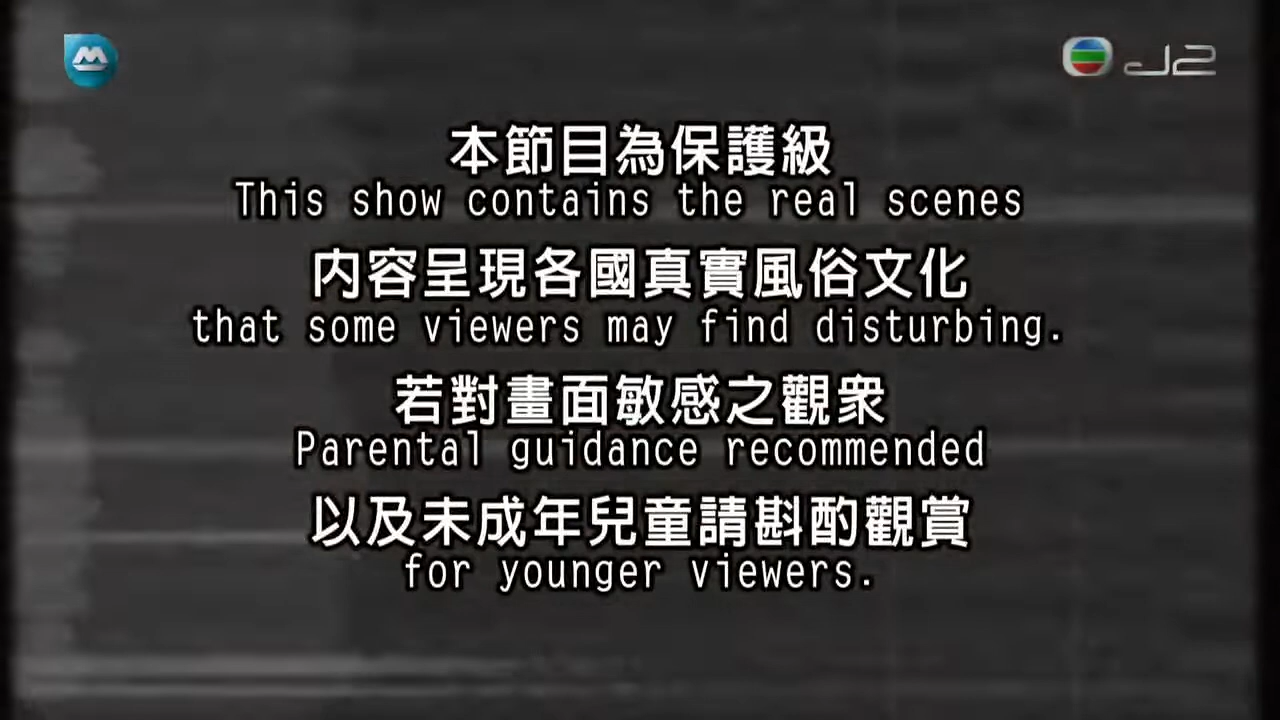 M
J2
本節目為保護級
This show contains the real scenes
内容呈現各國真實風俗文化
that some viewers may find disturbing.
若對畫面敏感之觀衆
Parental guidance recommended
以及未成年兒童請斟酌觀賞
for younger viewers.